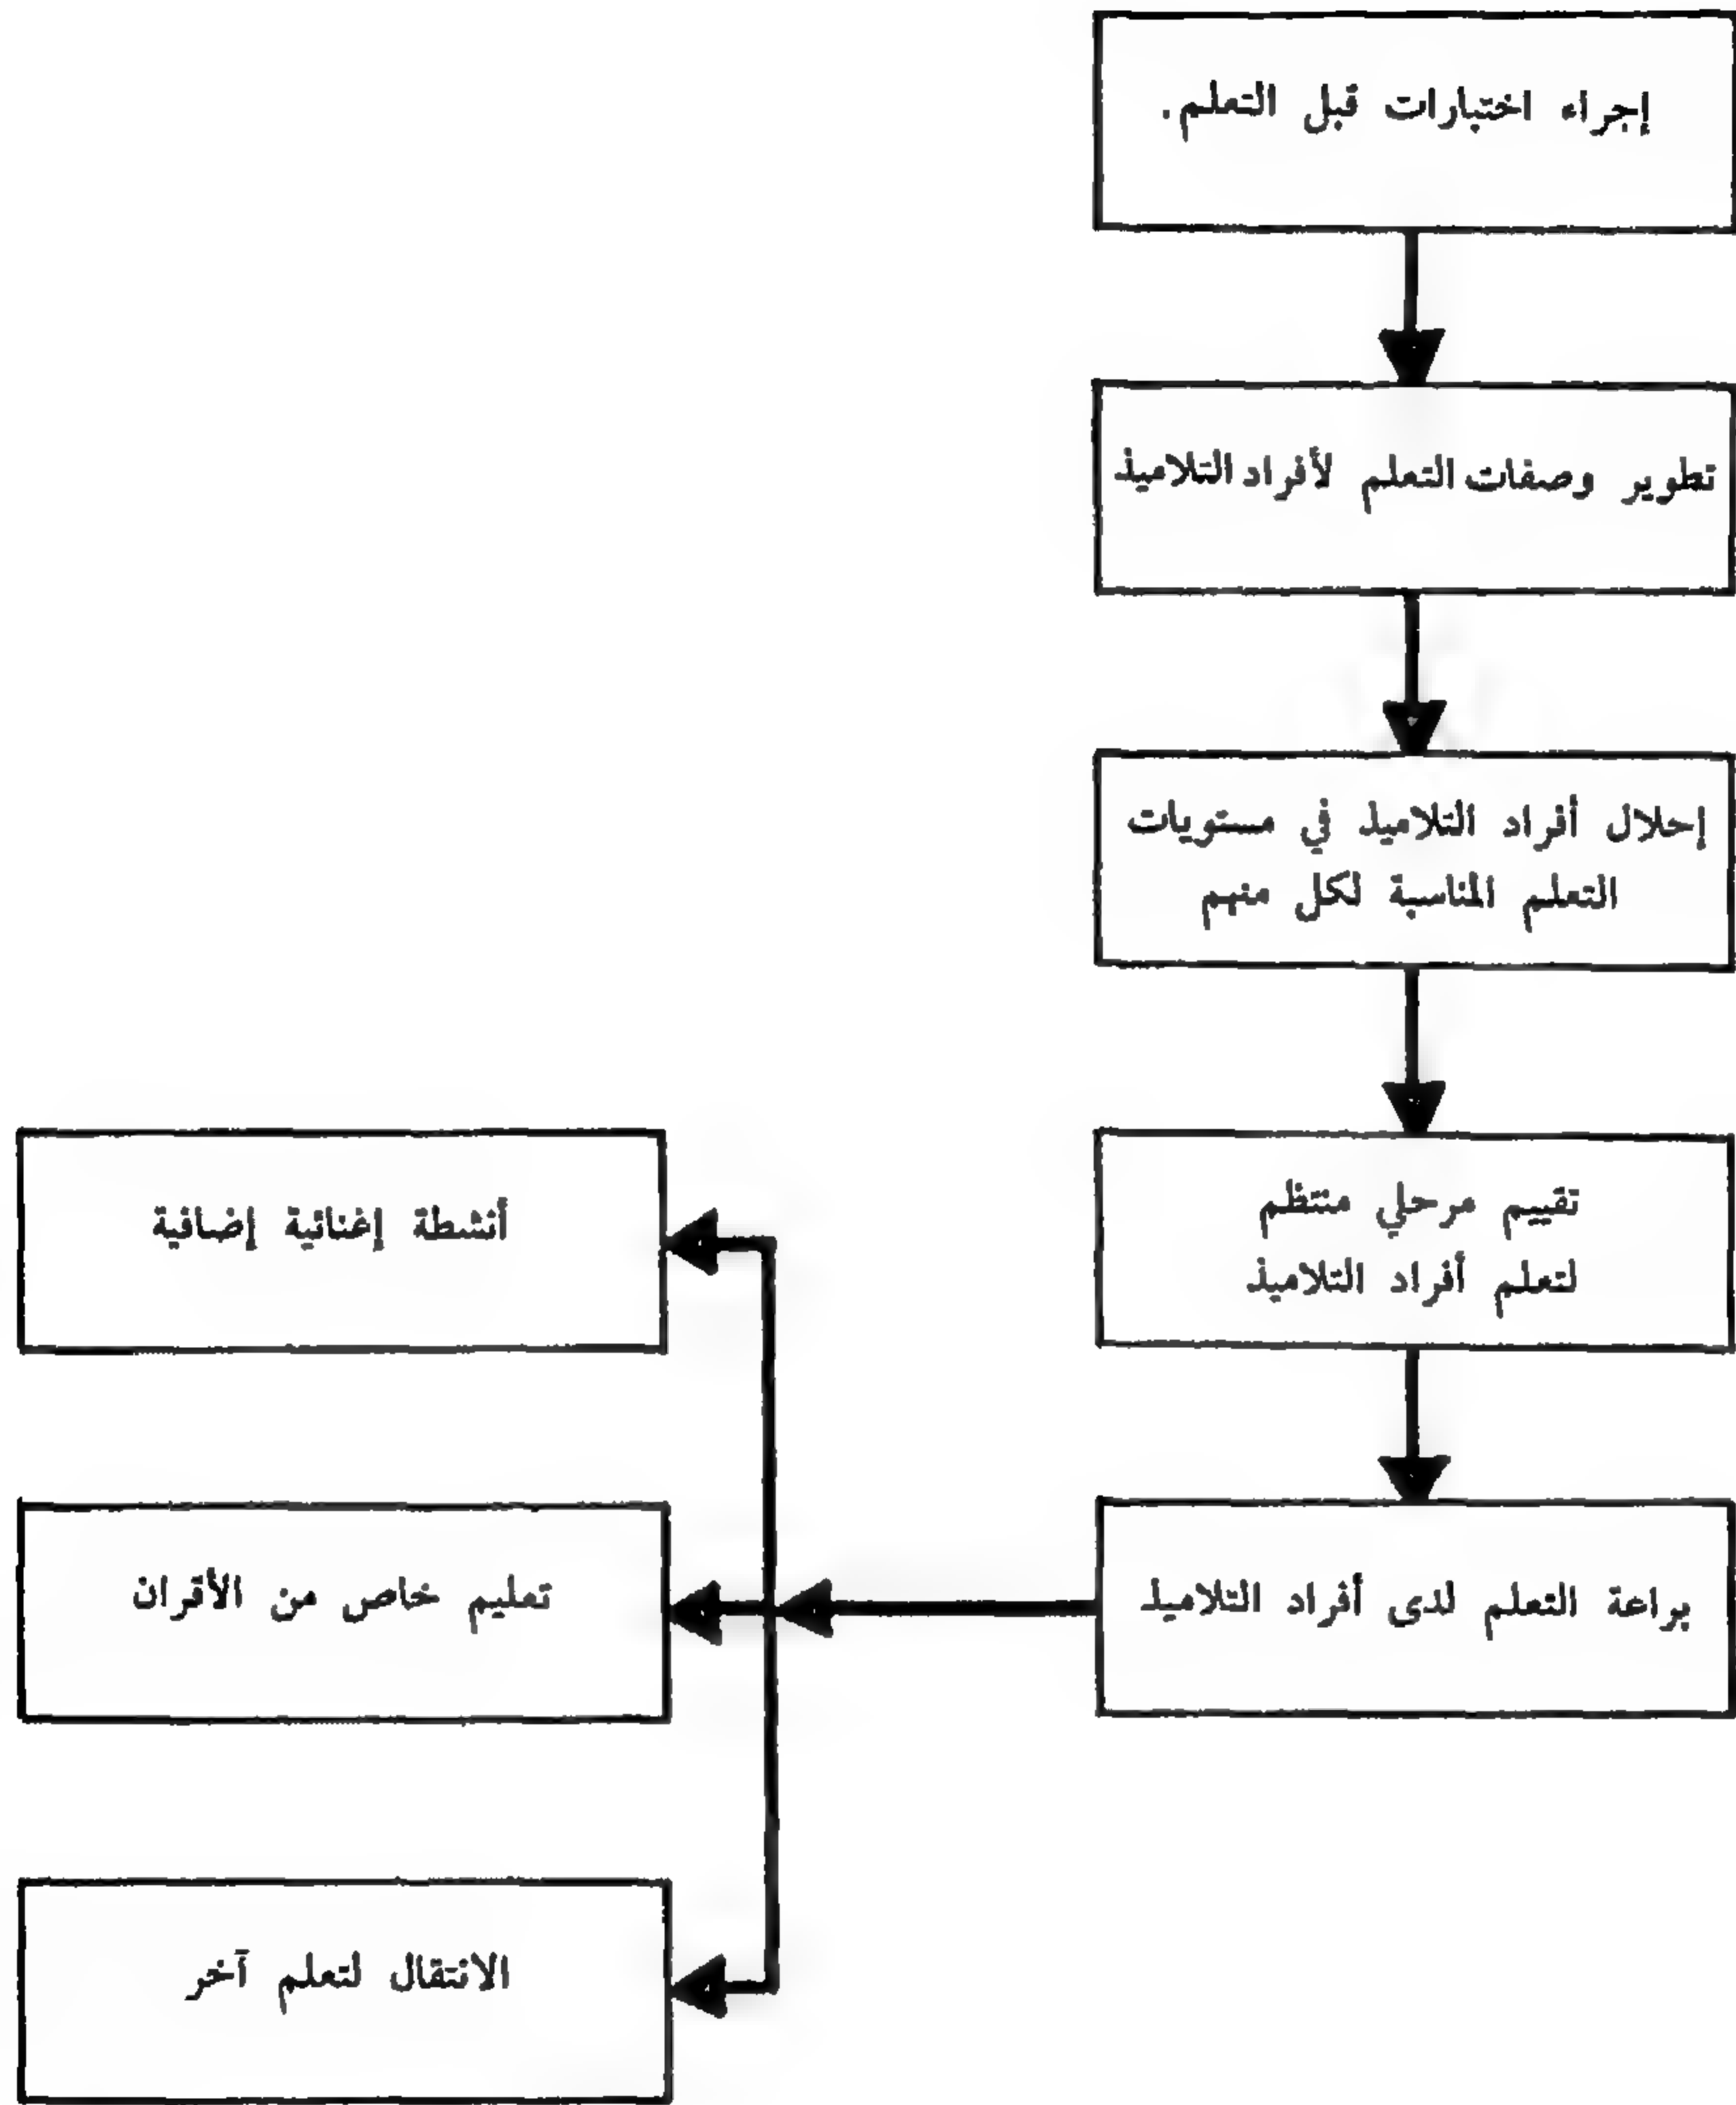 إجراء اختبارات قبل التعلم.
تطوير وصفات التعلم لأفراد التلاميذ
إحلال أفراد التلاميذ في مستويات
التعلم المناسبة لكل منهم
تقييم مرحلي منتظم
لتعلم أفراد التلاميذ
براعة التعلم لدى أفراد التلاميذ
أنشطة إغنائية إضافية
تعليم خاص من الأقران
الانتقال لتعلم آخر